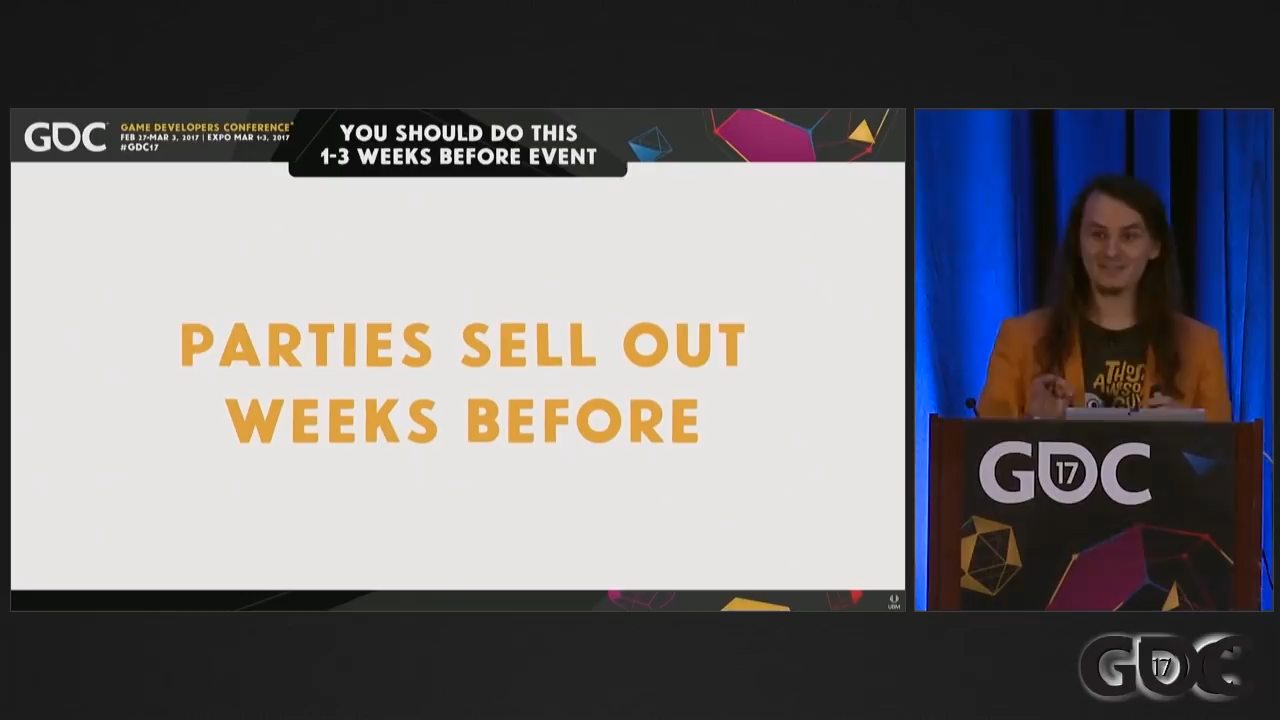 GDC
GAME DEVELOPERS CONFERENCE
FEB 27-MAR 3, 2017 | EXPO MAR 1-3, 2017
#GDC17
YOU SHOULD DO THIS
1-3 WEEKS BEFORE EVENT
PARTIES SELL OUT
WEEKS BEFORE
UBM
GDC
17
GDC
17